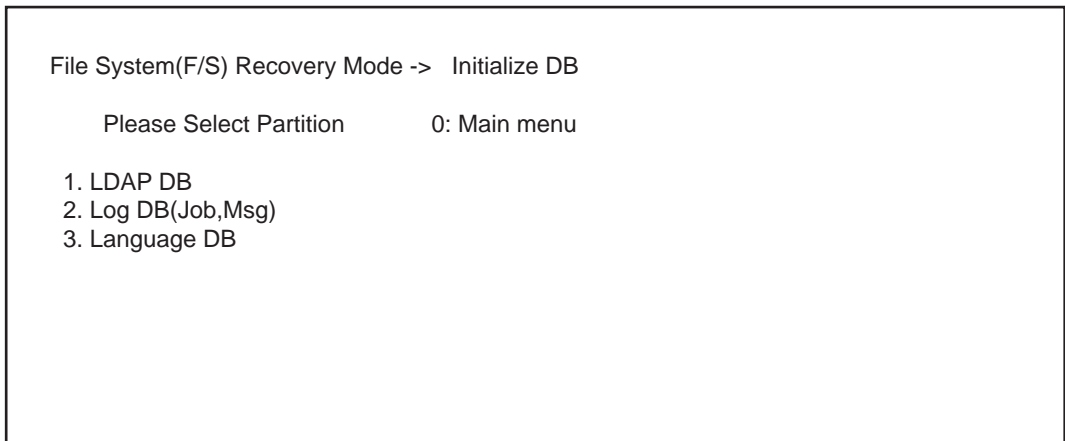 File System(F/S) Recovery Mode -> Initialize DB
Please Select Partition 0: Main menu
1. LDAP DB
2. Log DB(Job,Msg)
3. Language DB